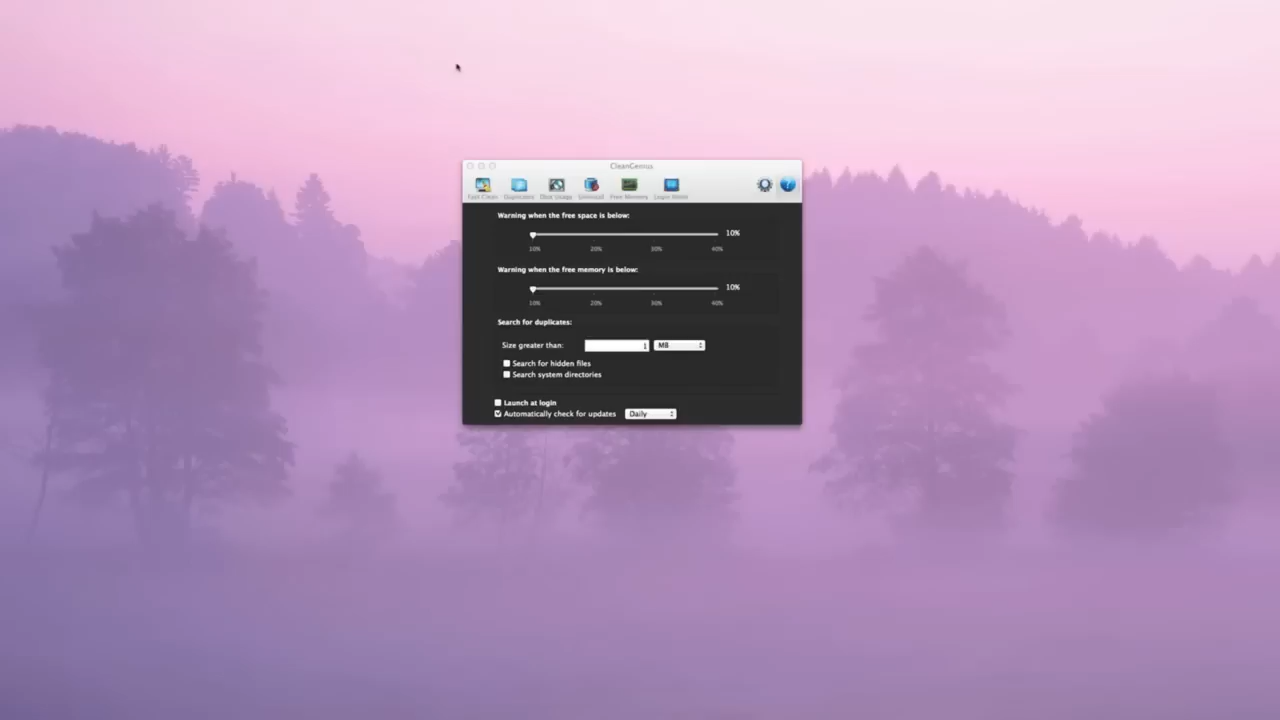 CleanGenius
Fast Clean Duplicates Disk Usage Uninstall Free Memory Login Items
Warning when the free space is below:
10%
10% 20% 30% 40%
Warning when the free memory is below:
10%
10% 20% 30% 40%
Search for duplicates:
Size greater than: 1 MB
Search for hidden files
Search system directories
Launch at login
Automatically check for updates Daily